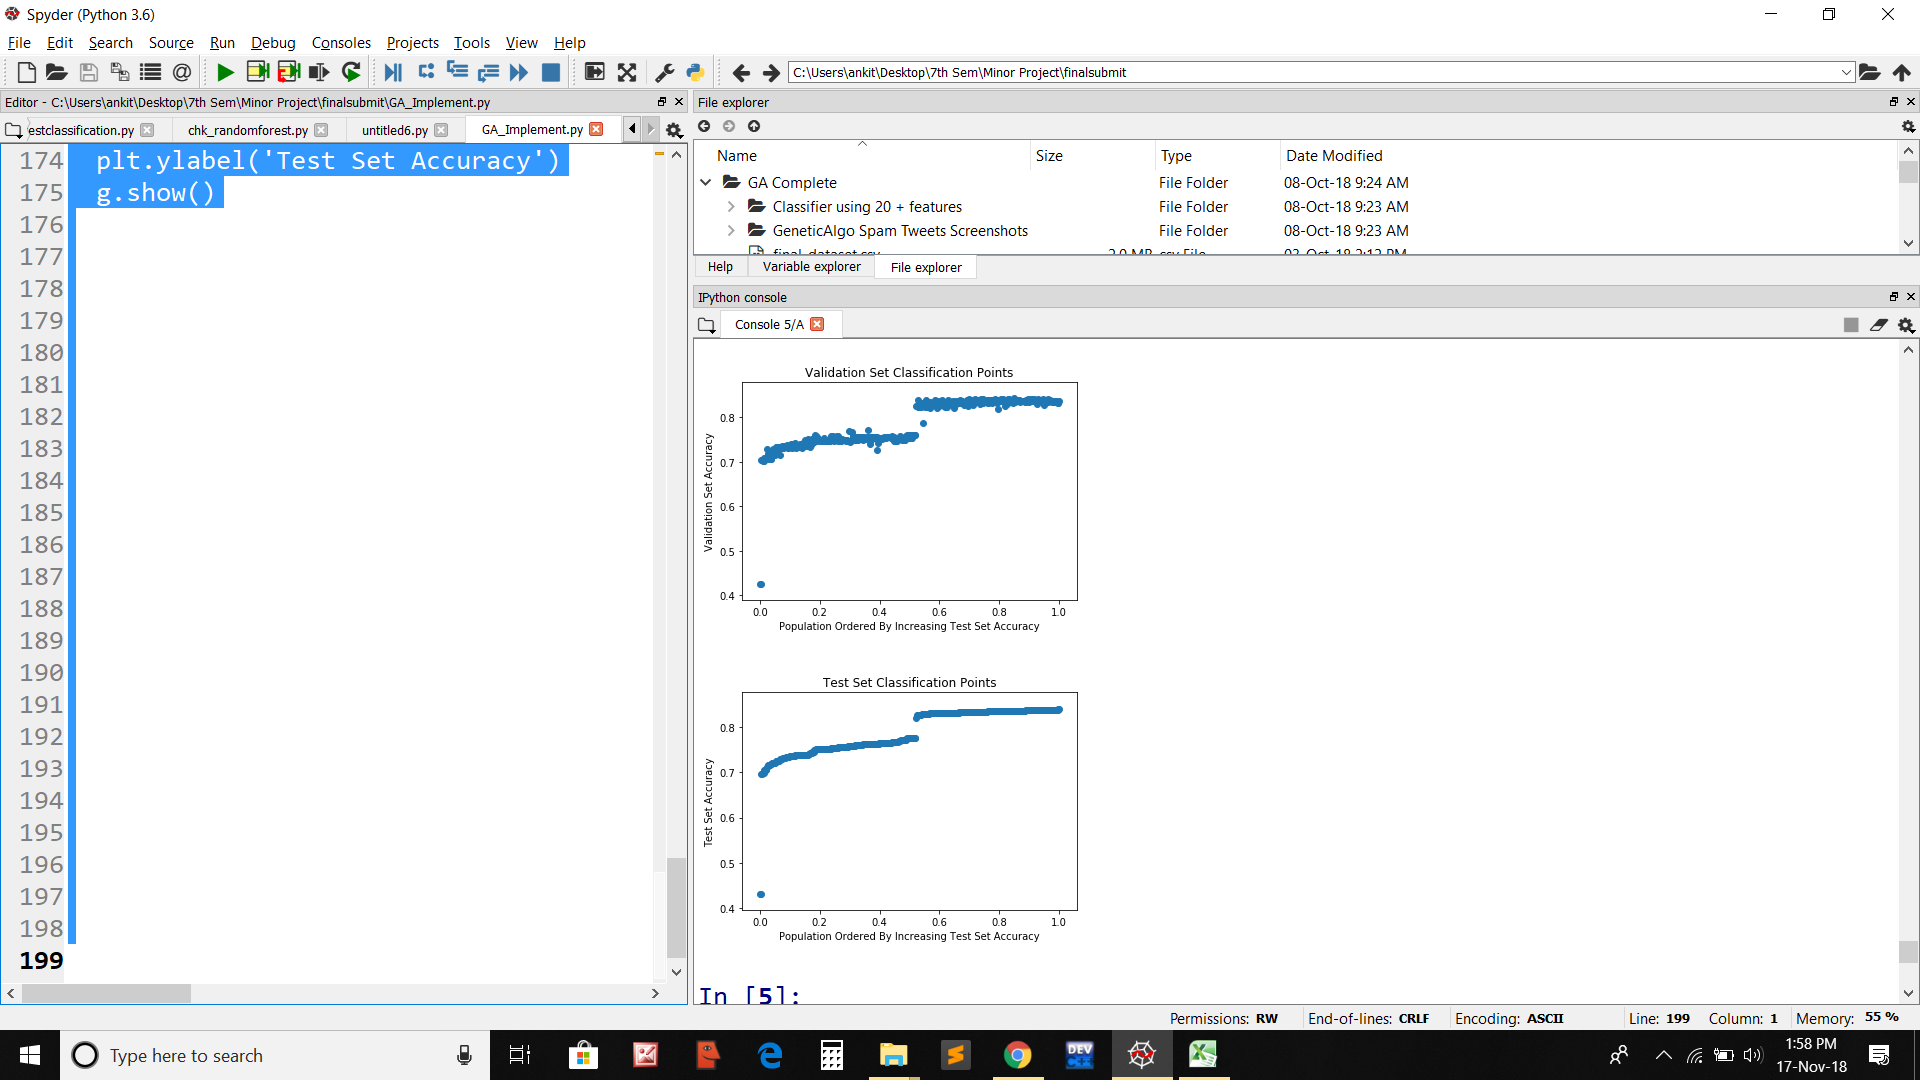 Spyder (Python 3.6)
File Edit Search Source Run Debug Consoles Projects Tools View Help
C:\Users\ankit\Desktop\7th Sem\Minor Project\finalsubmit
Editor - C:\Users\ankit\Desktop\7th Sem\Minor Project\finalsubmit\GA_Implement.py
estclassification.py chk_randomforest.py untitled6.py GA_Implement.py
174 plt.ylabel('Test Set Accuracy')
175 g.show()
176
177
178
179
180
181
182
183
184
185
186
187
188
189
190
191
192
193
194
195
196
197
198
199
File explorer
Name Size Type Date Modified
GA Complete File Folder 08-Oct-18 9:24 AM
Classifier using 20 + features File Folder 08-Oct-18 9:23 AM
GeneticAlgo Spam Tweets Screenshots File Folder 08-Oct-18 9:23 AM
final_dataset.csv
Help Variable explorer File explorer
IPython console
Console 5/A
Validation Set Classification Points
Validation Set Accuracy
0.8
0.7
0.6
0.5
0.4
0.0 0.2 0.4 0.6 0.8 1.0
Population Ordered By Increasing Test Set Accuracy
Test Set Classification Points
Test Set Accuracy
0.8
0.7
0.6
0.5
0.4
0.0 0.2 0.4 0.6 0.8 1.0
Population Ordered By Increasing Test Set Accuracy
In [5]:
Permissions: RW End-of-lines: CRLF Encoding: ASCII Line: 199 Column: 1 Memory: 55 %
Type here to search
DEV C++
1:58 PM
17-Nov-18